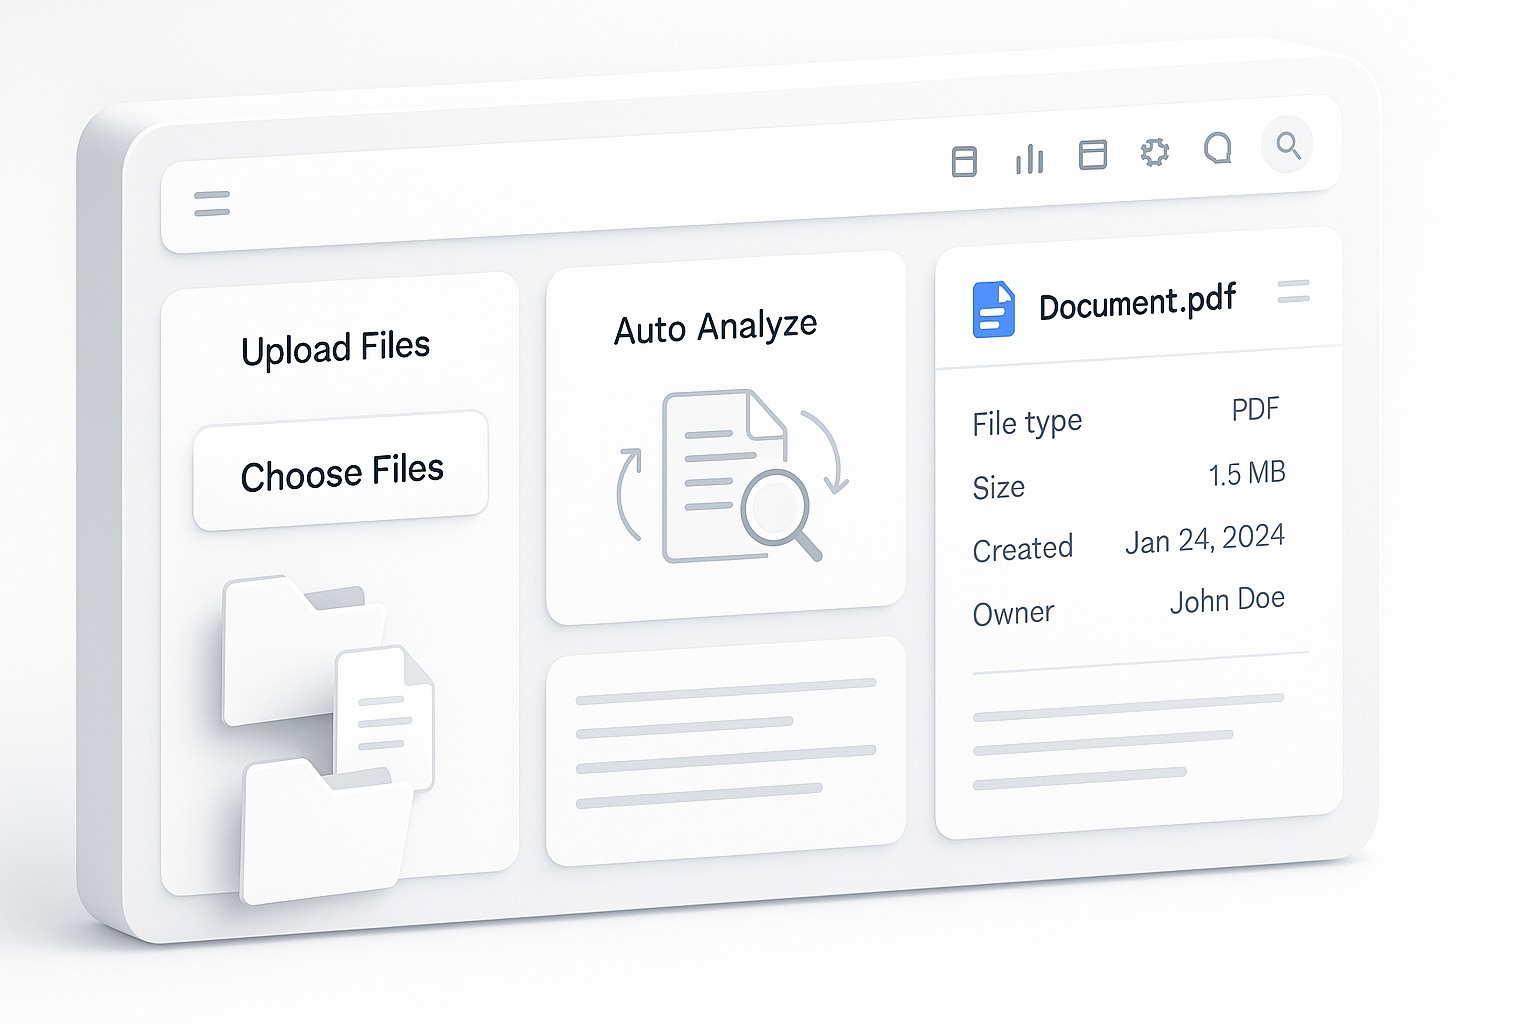 Upload Files
Choose Files
Auto Analyze
Document.pdf
File type PDF
Size 1.5 MB
Created Jan 24, 2024
Owner John Doe